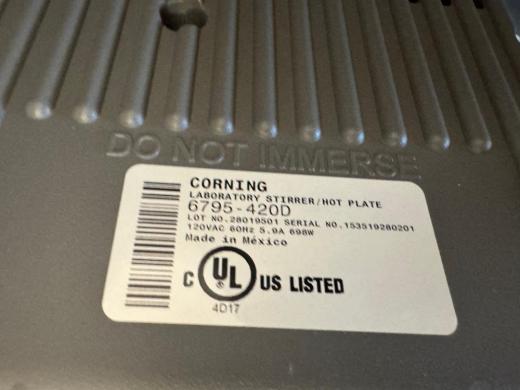 DO NOT IMMERSE
CORNING
LABORATORY STIRRER/HOT PLATE
6795-420D
LOT NO.28019501 SERIAL NO.153519280201
120VAC 60Hz 5.9A 698W
Made in México
C UL US LISTED
4D17